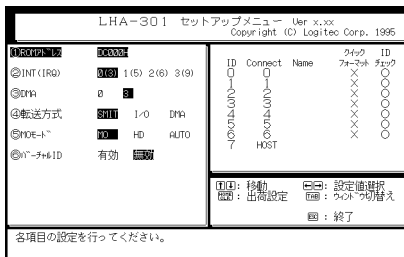 LHA-301 セットアップメニュー Ver x.xx
Copyright (C) Logitec Corp. 1995
①ROMアドレス DC000H
②INT(IRQ) 0(3) 1(5) 2(6) 3(9)
③DMA 0 3
④転送方式 SMIT I/O DMA
⑤MOモード MO HD AUTO
⑥バーチャルID 有効 無効
クイック ID
ID Connect Name フォーマット チェック
0 0 × ○
1 1 × ○
2 2 × ○
3 3 × ○
4 4 × ○
5 5 × ○
6 6 × ○
7 HOST
↑↓: 移動 ←→: 設定値選択
: 出荷設定 TAB: ウィンドウ切替え
ESC: 終了
各項目の設定を行ってください。